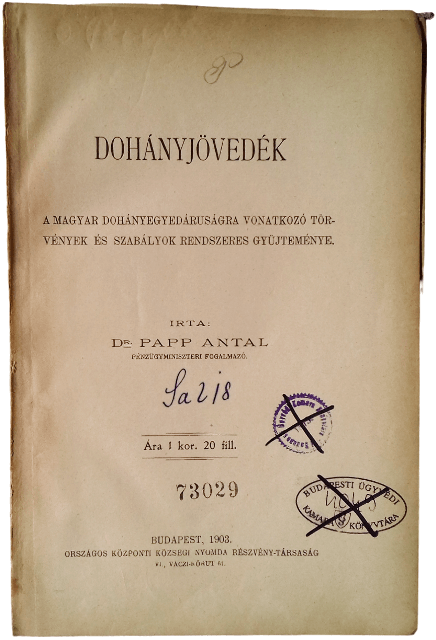 DOHÁNYJÖVEDÉK
A MAGYAR DOHÁNYEGYEDÁRUSÁGRA VONATKOZÓ TÖR-
VÉNYEK ÉS SZABÁLYOK RENDSZERES GYÜJTEMÉNYE.
IRTA:
DR. PAPP ANTAL
PÉNZÜGYMINISZTERI FOGALMAZÓ.
Sa 218
Ára 1 kor. 20 fill.
73029
BUDAPESTI ÜGYVÉDI
KAMARA KÖNYVTÁRA
BUDAPEST, 1903.
ORSZÁGOS KÖZPONTI KÖZSÉGI NYOMDA RÉSZVÉNY-TÁRSASÁG
VI., VÁCZI-KÖRUT 61.